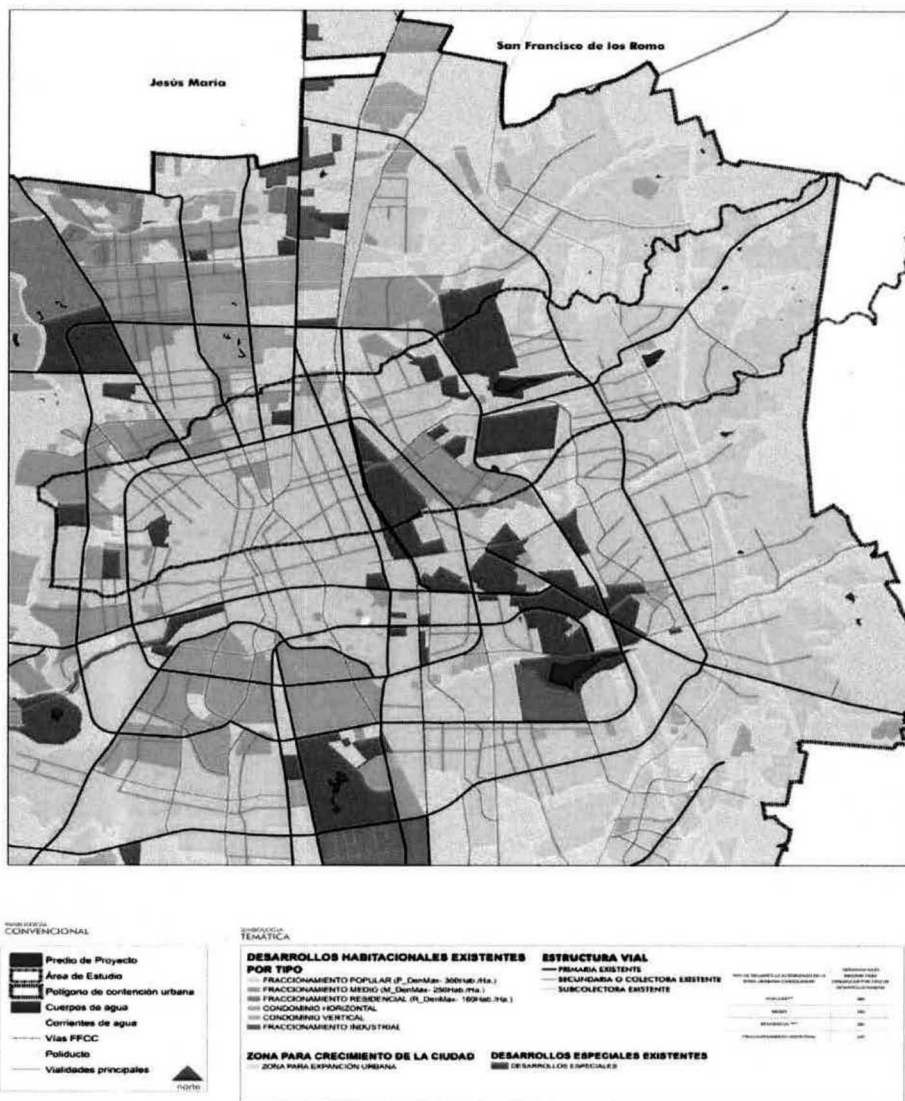 San Francisco de los Romo
Jesús María
CONVENCIONAL
Predio de Proyecto
Área de Estudio
Polígono de contención urbana
Cuerpos de agua
Corrientes de agua
Vías FFCC
Poliducto
Vialidades principales
norte
TEMÁTICA
DESARROLLOS HABITACIONALES EXISTENTES
POR TIPO
FRACCIONAMIENTO POPULAR (P_DenMax- 300Hab./Ha.)
FRACCIONAMIENTO MEDIO (M_DenMax- 250Hab./Ha.)
FRACCIONAMIENTO RESIDENCIAL (R_DenMax- 160Hab./Ha.)
CONDOMINIO HORIZONTAL
CONDOMINIO VERTICAL
FRACCIONAMIENTO INDUSTRIAL
ESTRUCTURA VIAL
PRIMARIA EXISTENTE
SECUNDARIA O COLECTORA EXISTENTE
SUBCOLECTORA EXISTENTE
ZONA PARA CRECIMIENTO DE LA CIUDAD
ZONA PARA EXPANCIÓN URBANA
DESARROLLOS ESPECIALES EXISTENTES
DESARROLLOS ESPECIALES